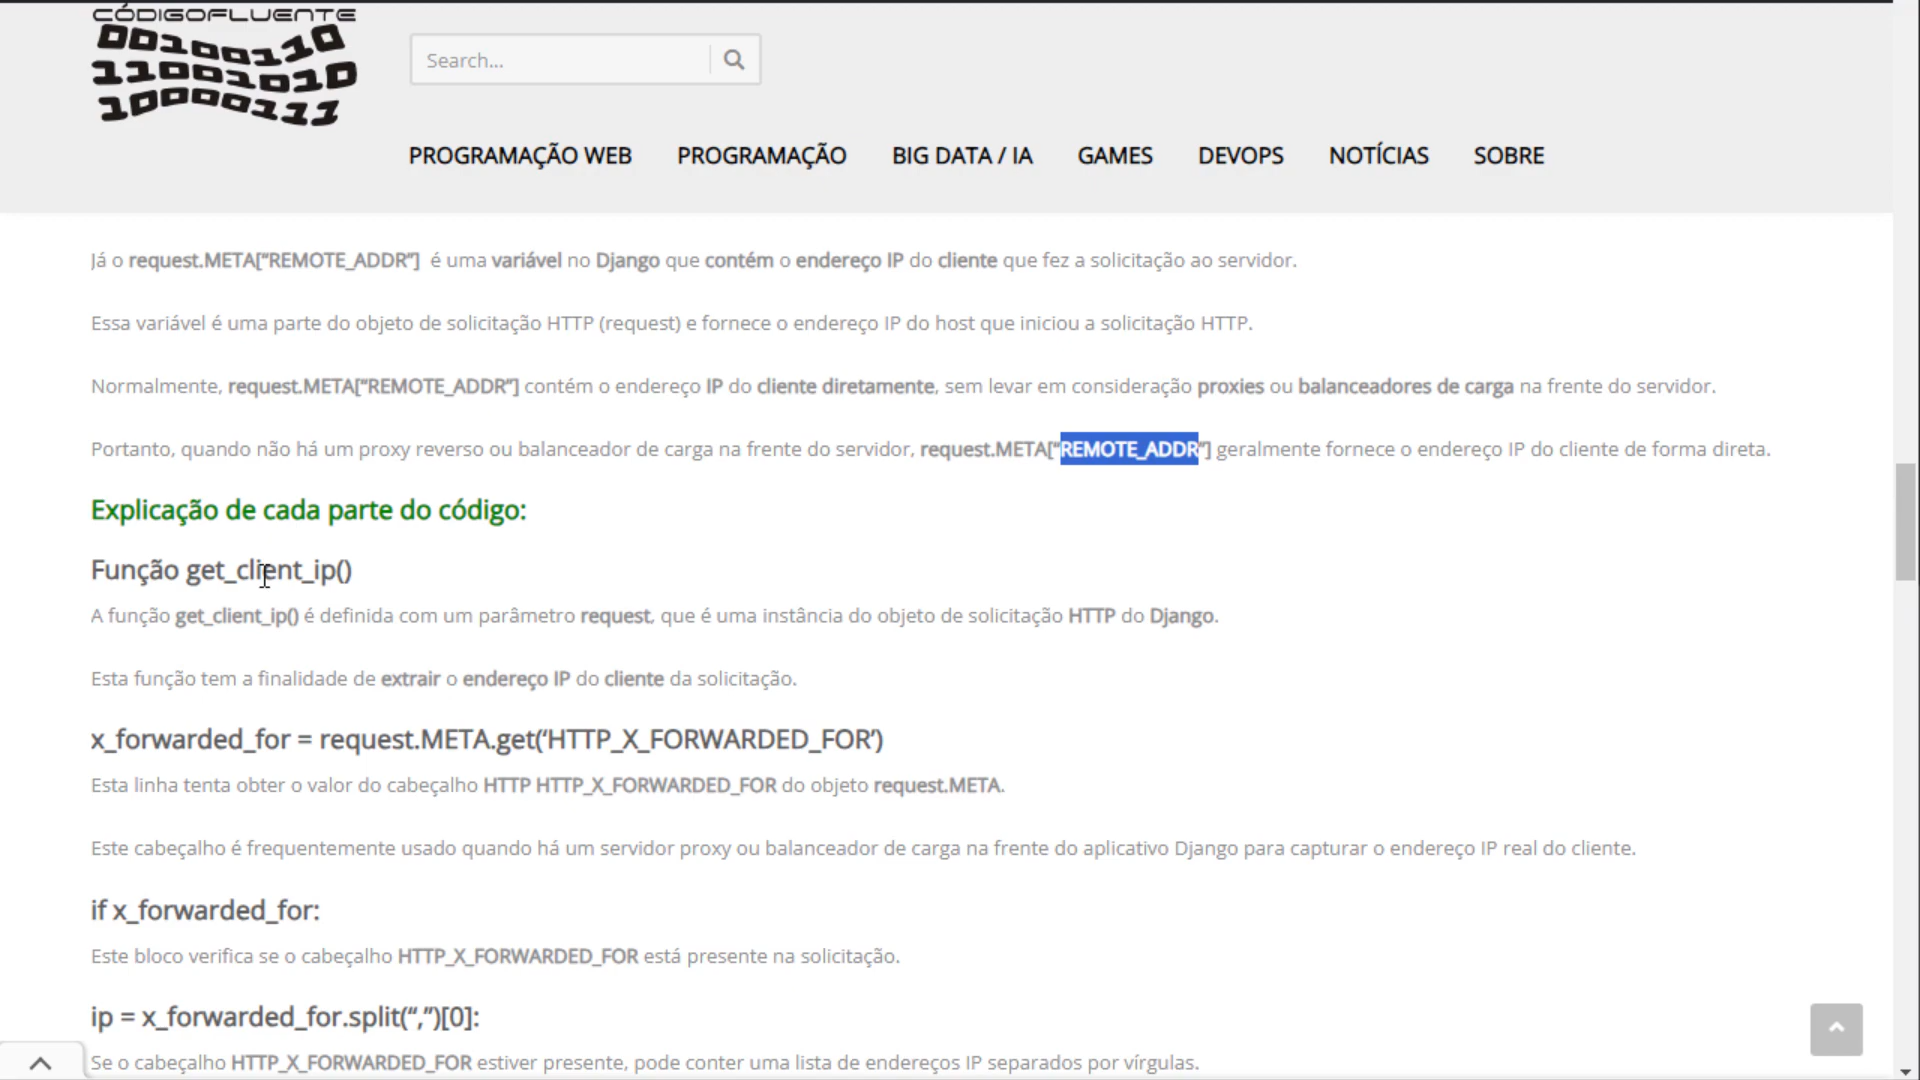 CÓDIGOFLUENTE
00100110
11001010
10000111
Search...
PROGRAMAÇÃO WEB PROGRAMAÇÃO BIG DATA / IA GAMES DEVOPS NOTÍCIAS SOBRE
Já o request.META["REMOTE_ADDR"] é uma variável no Django que contém o endereço IP do cliente que fez a solicitação ao servidor.
Essa variável é uma parte do objeto de solicitação HTTP (request) e fornece o endereço IP do host que iniciou a solicitação HTTP.
Normalmente, request.META["REMOTE_ADDR"] contém o endereço IP do cliente diretamente, sem levar em consideração proxies ou balanceadores de carga na frente do servidor.
Portanto, quando não há um proxy reverso ou balanceador de carga na frente do servidor, request.META["REMOTE_ADDR"] geralmente fornece o endereço IP do cliente de forma direta.
Explicação de cada parte do código:
Função get_client_ip()
A função get_client_ip() é definida com um parâmetro request, que é uma instância do objeto de solicitação HTTP do Django.
Esta função tem a finalidade de extrair o endereço IP do cliente da solicitação.
x_forwarded_for = request.META.get(‘HTTP_X_FORWARDED_FOR’)
Esta linha tenta obter o valor do cabeçalho HTTP HTTP_X_FORWARDED_FOR do objeto request.META.
Este cabeçalho é frequentemente usado quando há um servidor proxy ou balanceador de carga na frente do aplicativo Django para capturar o endereço IP real do cliente.
if x_forwarded_for:
Este bloco verifica se o cabeçalho HTTP_X_FORWARDED_FOR está presente na solicitação.
ip = x_forwarded_for.split(“,”)[0]:
Se o cabeçalho HTTP_X_FORWARDED_FOR estiver presente, pode conter uma lista de endereços IP separados por vírgulas.